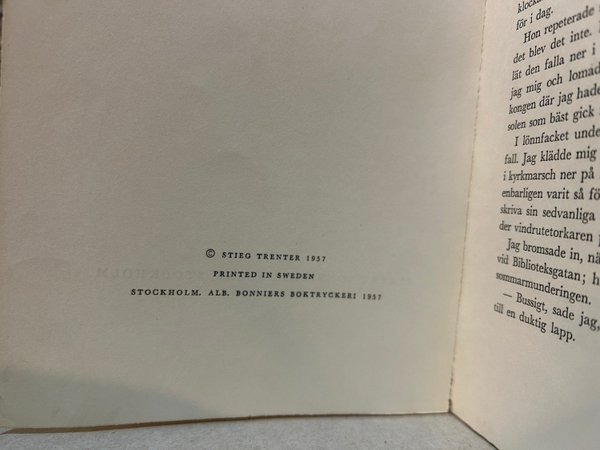 © STIEG TRENTER 1957
PRINTED IN SWEDEN
STOCKHOLM. ALB. BONNIERS BOKTRYCKERI 1957
för i dag.
Hon repeterade
det blev det inte.
lät den falla ner i
jag mig och lomad
kongen där jag hade
solen som bäst gick
I lönnfacket unde
fall. Jag klädde mig
i kyrkmarsch ner på
enbarligen varit så fö
skriva sin sedvanliga
der vindrutetorkaren
Jag bromsade in, nä
vid Biblioteksgatan; h
sommarmunderingen.
— Bussigt, sade jag,
till en duktig lapp.